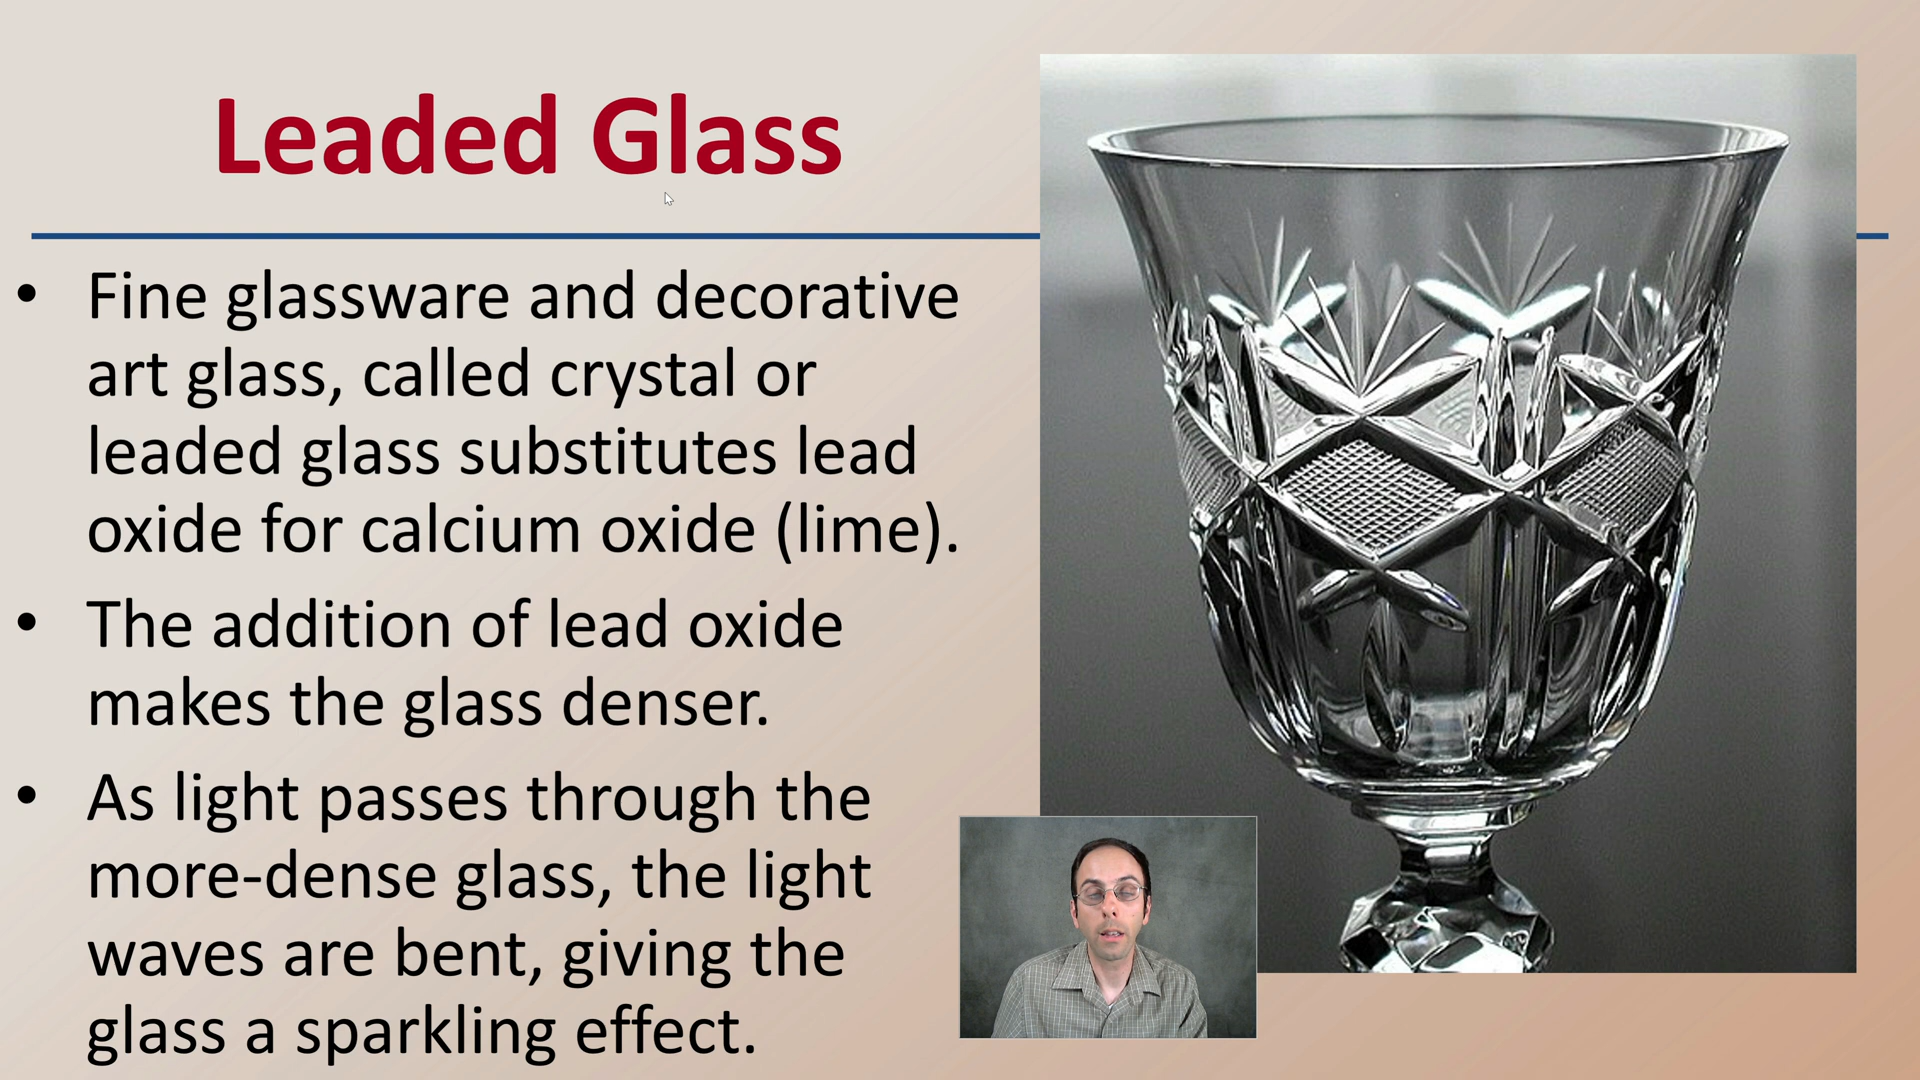 Leaded Glass
• Fine glassware and decorative
art glass, called crystal or
leaded glass substitutes lead
oxide for calcium oxide (lime).
• The addition of lead oxide
makes the glass denser.
• As light passes through the
more-dense glass, the light
waves are bent, giving the
glass a sparkling effect.